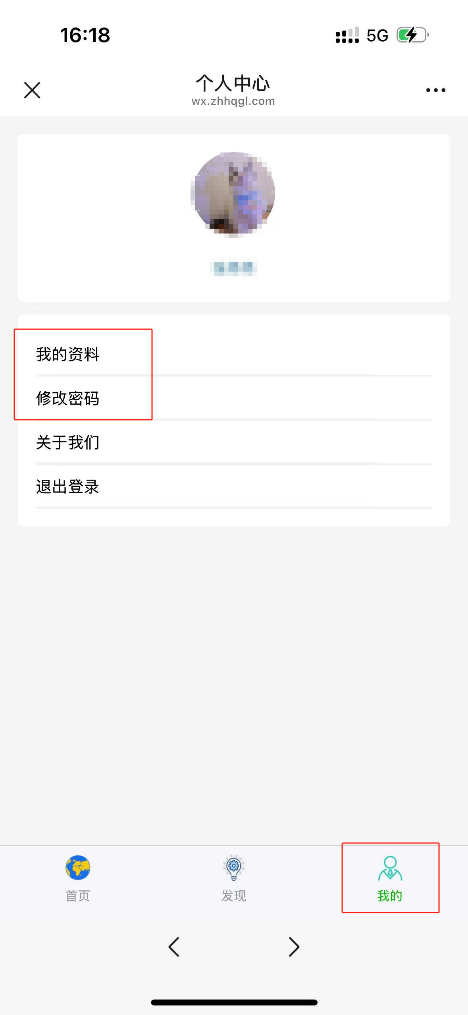 16:18
5G
个人中心
wx.zhhqgl.com
我的资料
修改密码
关于我们
退出登录
首页
发现
我的